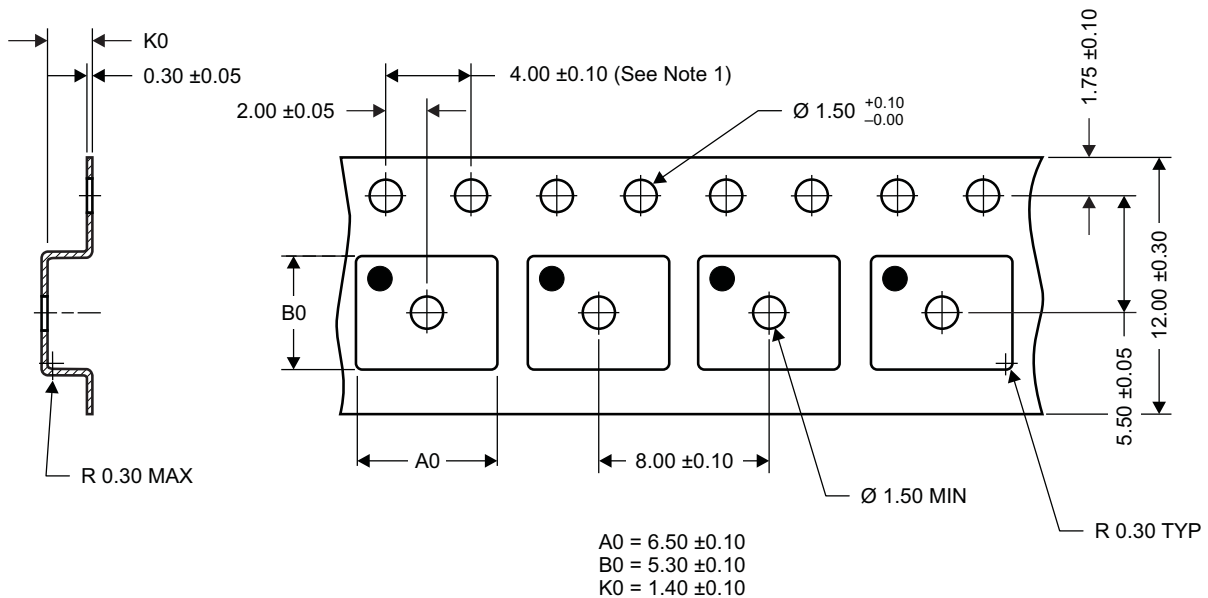 K0
0.30 ±0.05
4.00 ±0.10 (See Note 1)
2.00 ±0.05
Ø 1.50 +0.10 –0.00
1.75 ±0.10
12.00 ±0.30
5.50 ±0.05
B0
A0
8.00 ±0.10
R 0.30 MAX
Ø 1.50 MIN
R 0.30 TYP
A0 = 6.50 ±0.10
B0 = 5.30 ±0.10
K0 = 1.40 ±0.10